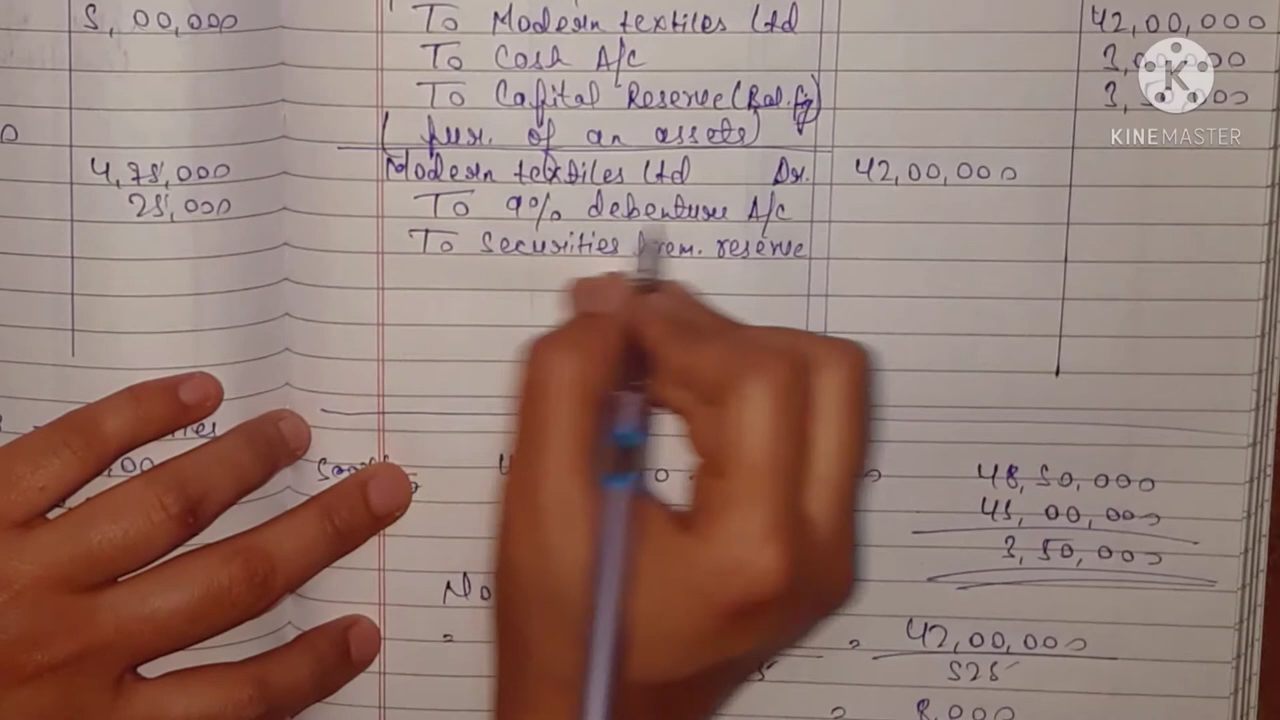 5,00,000
To Modern textiles Ltd 42,00,000
To Cash A/c
To Capital Reserve (Bal. fig)
(pur. of an assets)
KINEMASTER
4,75,000 Modern textiles Ltd Dr. 42,00,000
25,000 To 9% debenture A/c
To Securities prem. reserve
48,50,000
45,00,000
3,50,000
= 42,00,000
525
= 8,000